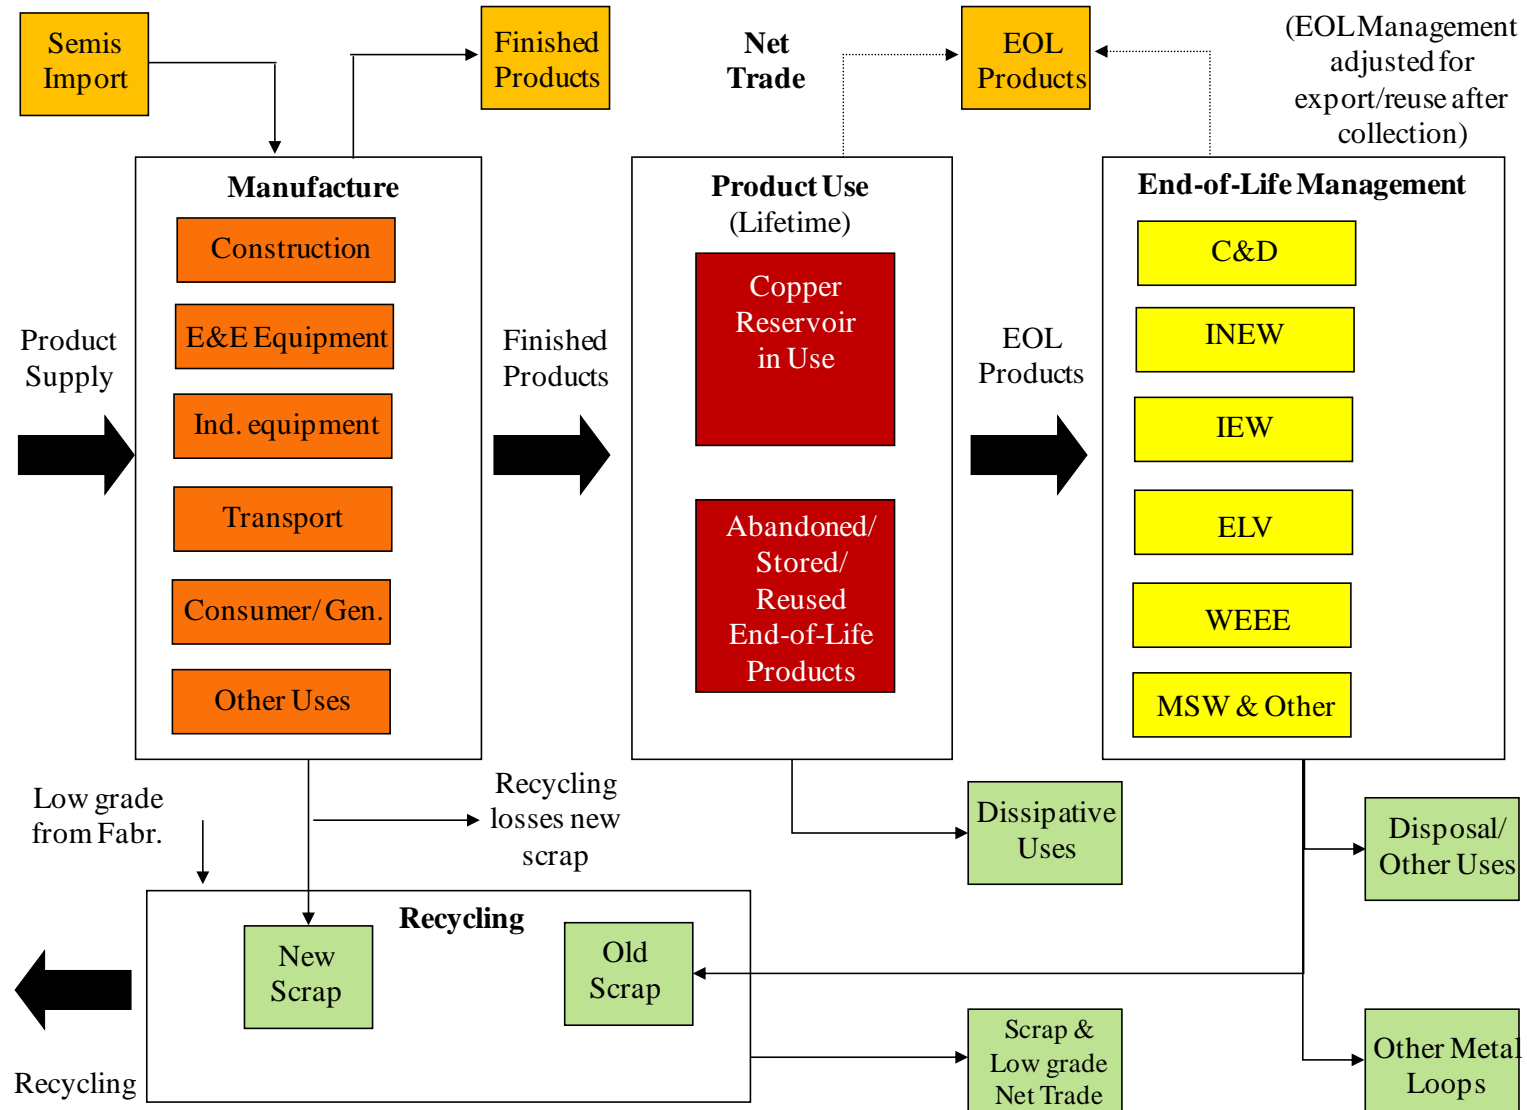 Semis
Import
Finished
Products
Net
Trade
EOL
Products
(EOL Management
adjusted for
export/reuse after
collection)
Manufacture
Construction
E&E Equipment
Ind. equipment
Transport
Consumer/ Gen.
Other Uses
Product Use
(Lifetime)
Copper
Reservoir
in Use
Abandoned/
Stored/
Reused
End-of-Life
Products
End-of-Life Management
C&D
INEW
IEW
ELV
WEEE
MSW & Other
Product
Supply
Finished
Products
EOL
Products
Low grade
from Fabr.
Recycling
losses new
scrap
Dissipative
Uses
Disposal/
Other Uses
Recycling
New
Scrap
Old
Scrap
Recycling
Scrap &
Low grade
Net Trade
Other Metal
Loops